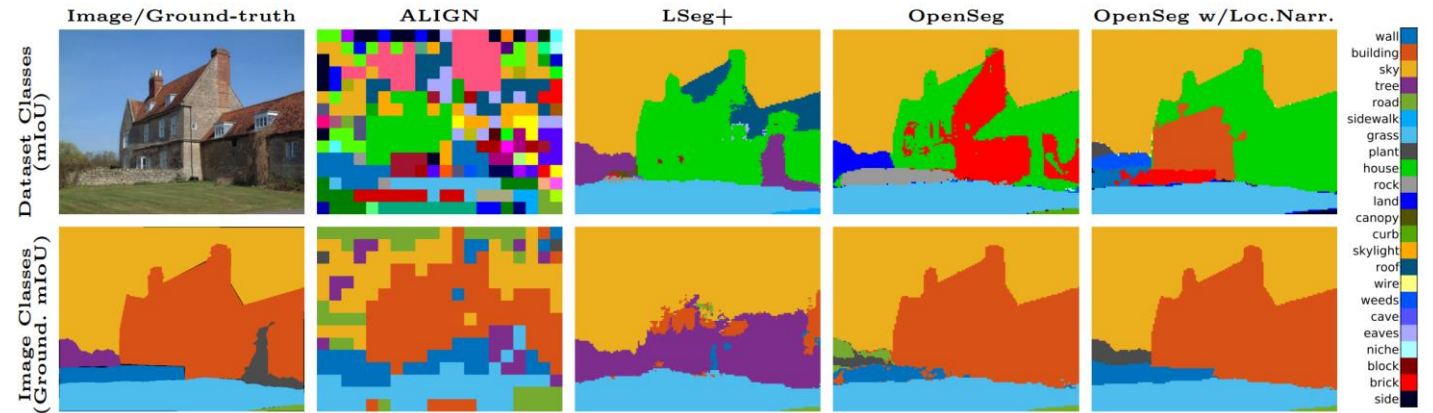 Image/Ground-truth
ALIGN
LSeg+
OpenSeg
OpenSeg w/Loc.Narr.
Dataset Classes
(mIoU)
Image Classes
(Ground. mIoU)
wall
building
sky
tree
road
sidewalk
grass
plant
house
rock
land
canopy
curb
skylight
roof
wire
weeds
cave
eaves
niche
block
brick
side